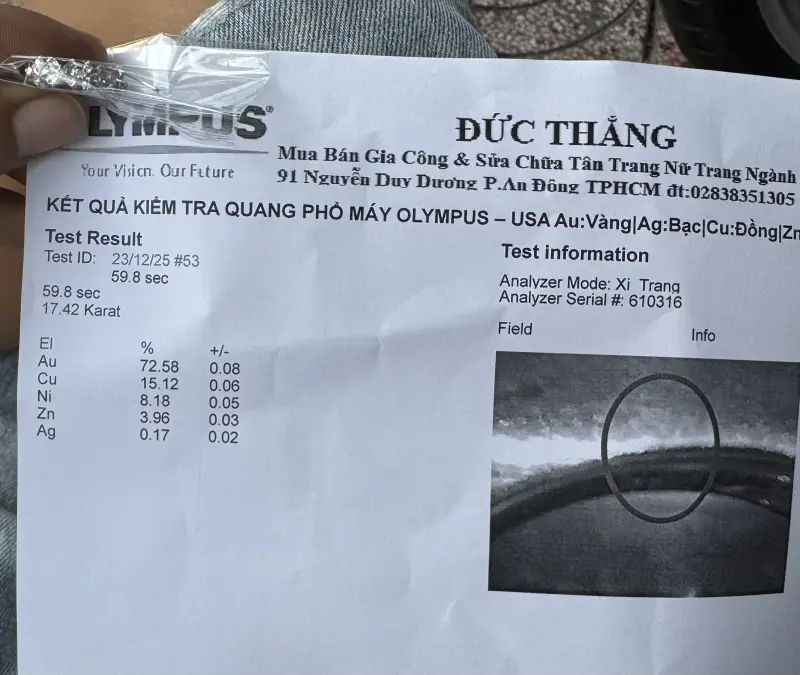 LYMPUS®
Your Vision. Our Future
ĐỨC THẮNG
Mua Bán Gia Công & Sửa Chữa Tân Trang Nữ Trang Ngành
91 Nguyễn Duy Dương P.An Đông TPHCM đt:02838351305
KẾT QUẢ KIỂM TRA QUANG PHỔ MÁY OLYMPUS – USA Au:Vàng|Ag:Bạc|Cu:Đồng|Zn
Test Result
Test ID: 23/12/25 #53
59.8 sec
59.8 sec
17.42 Karat
El % +/-
Au 72.58 0.08
Cu 15.12 0.06
Ni 8.18 0.05
Zn 3.96 0.03
Ag 0.17 0.02
Test information
Analyzer Mode: Xi Trang
Analyzer Serial #: 610316
Field Info